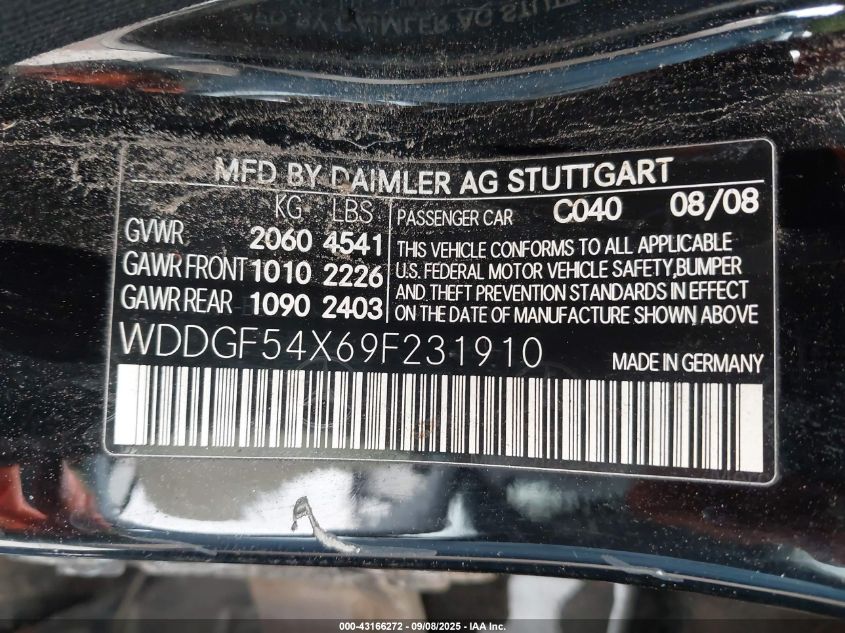 MFD BY DAIMLER AG STUTTGART
KG LBS
GVWR 2060 4541
GAWR FRONT 1010 2226
GAWR REAR 1090 2403
PASSENGER CAR C040 08/08
THIS VEHICLE CONFORMS TO ALL APPLICABLE
U.S. FEDERAL MOTOR VEHICLE SAFETY,BUMPER
AND,THEFT PREVENTION STANDARDS IN EFFECT
ON THE DATE OF MANUFACTURE SHOWN ABOVE
WDDGF54X69F231910 MADE IN GERMANY
000-43166272 - 09/08/2025 - IAA Inc.